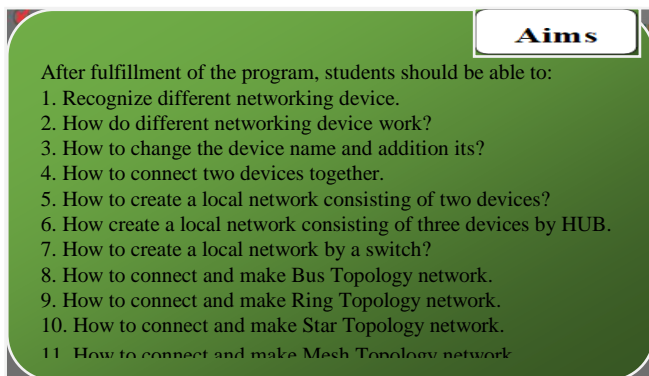 Aims
After fulfillment of the program, students should be able to:
1. Recognize different networking device.
2. How do different networking device work?
3. How to change the device name and addition its?
4. How to connect two devices together.
5. How to create a local network consisting of two devices?
6. How create a local network consisting of three devices by HUB.
7. How to create a local network by a switch?
8. How to connect and make Bus Topology network.
9. How to connect and make Ring Topology network.
10. How to connect and make Star Topology network.
11. How to connect and make Mesh Topology network